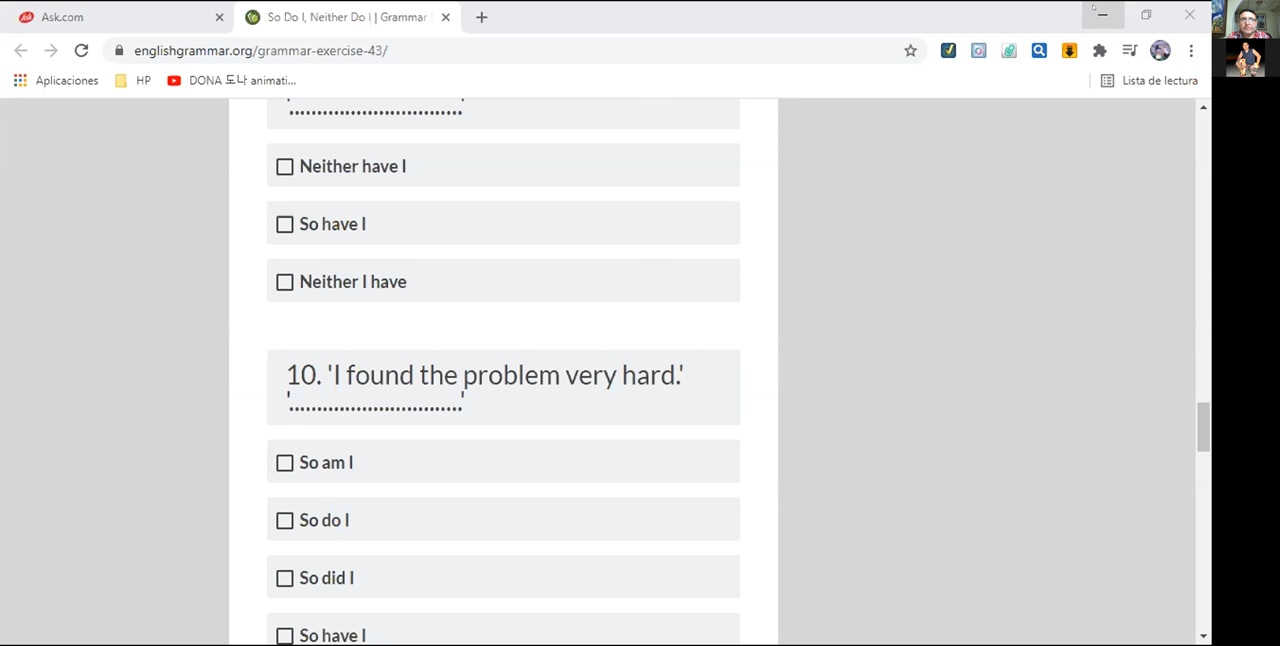 Ask.com
So Do I, Neither Do I | Grammar
englishgrammar.org/grammar-exercise-43/
Aplicaciones
HP
DONA 도나 animati...
Lista de lectura
'..............................'
Neither have I
So have I
Neither I have
10. 'I found the problem very hard.'
'..............................'
So am I
So do I
So did I
So have I